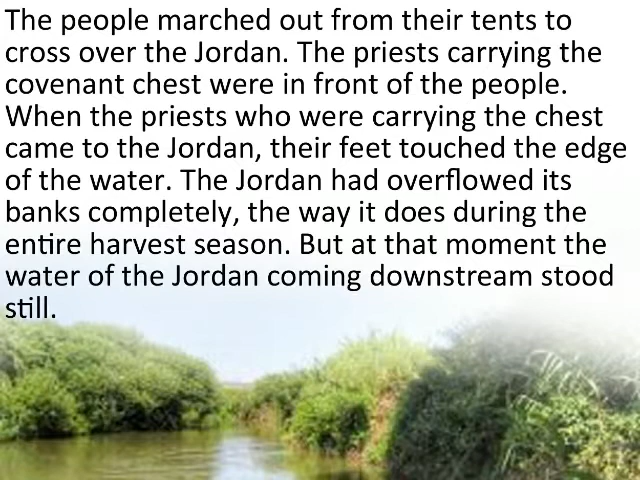 The people marched out from their tents to
cross over the Jordan. The priests carrying the
covenant chest were in front of the people.
When the priests who were carrying the chest
came to the Jordan, their feet touched the edge
of the water. The Jordan had overflowed its
banks completely, the way it does during the
entire harvest season. But at that moment the
water of the Jordan coming downstream stood
still.